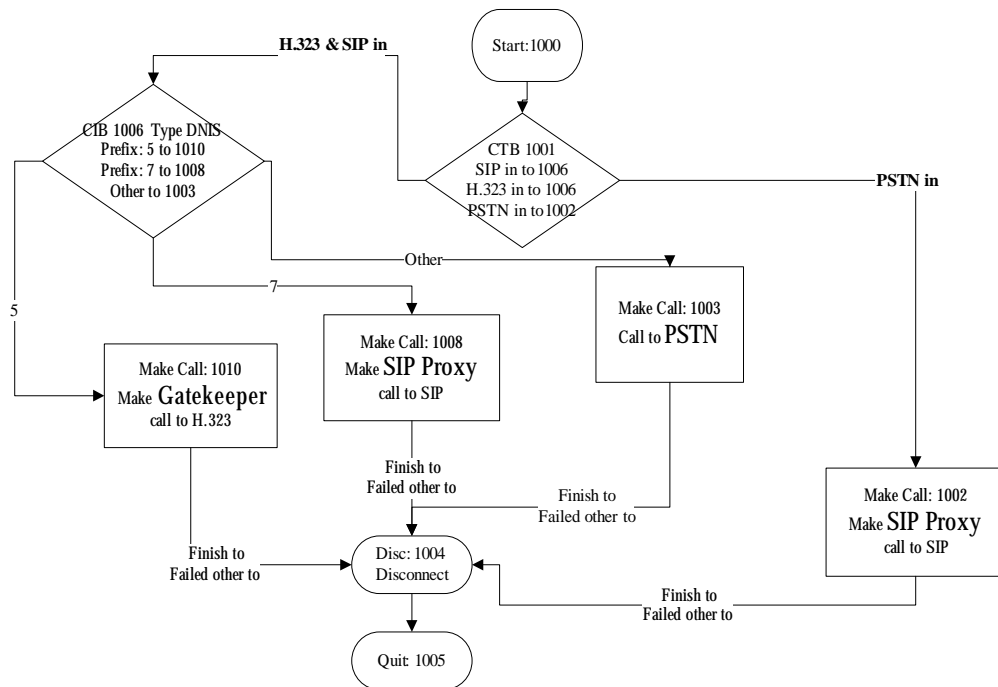 Start:1000
H.323 & SIP in
CIB 1006 Type DNIS
Prefix: 5 to 1010
Prefix: 7 to 1008
Other to 1003
CTB 1001
SIP in to 1006
H.323 in to 1006
PSTN in to 1002
PSTN in
Other
7
5
Make Call: 1003
Call to PSTN
Make Call: 1008
Make SIP Proxy
call to SIP
Make Call: 1010
Make Gatekeeper
call to H.323
Finish to
Failed other to
Finish to
Failed other to
Make Call: 1002
Make SIP Proxy
call to SIP
Finish to
Failed other to
Disc: 1004
Disconnect
Finish to
Failed other to
Quit: 1005